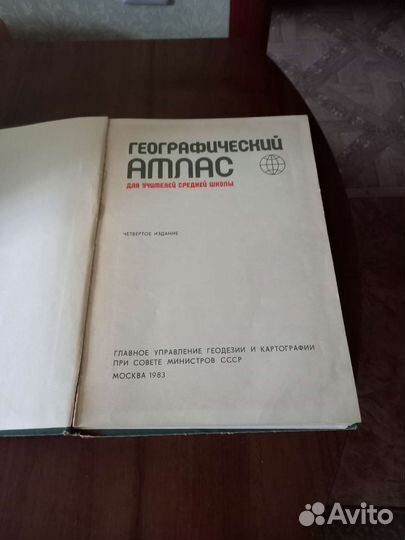 ГЕОГРАФИЧЕСКИЙ
АТЛАС
ДЛЯ УЧИТЕЛЕЙ СРЕДНЕЙ ШКОЛЫ
ЧЕТВЕРТОЕ ИЗДАНИЕ
ГЛАВНОЕ УПРАВЛЕНИЕ ГЕОДЕЗИИ И КАРТОГРАФИИ
ПРИ СОВЕТЕ МИНИСТРОВ СССР
МОСКВА 1983
Avito